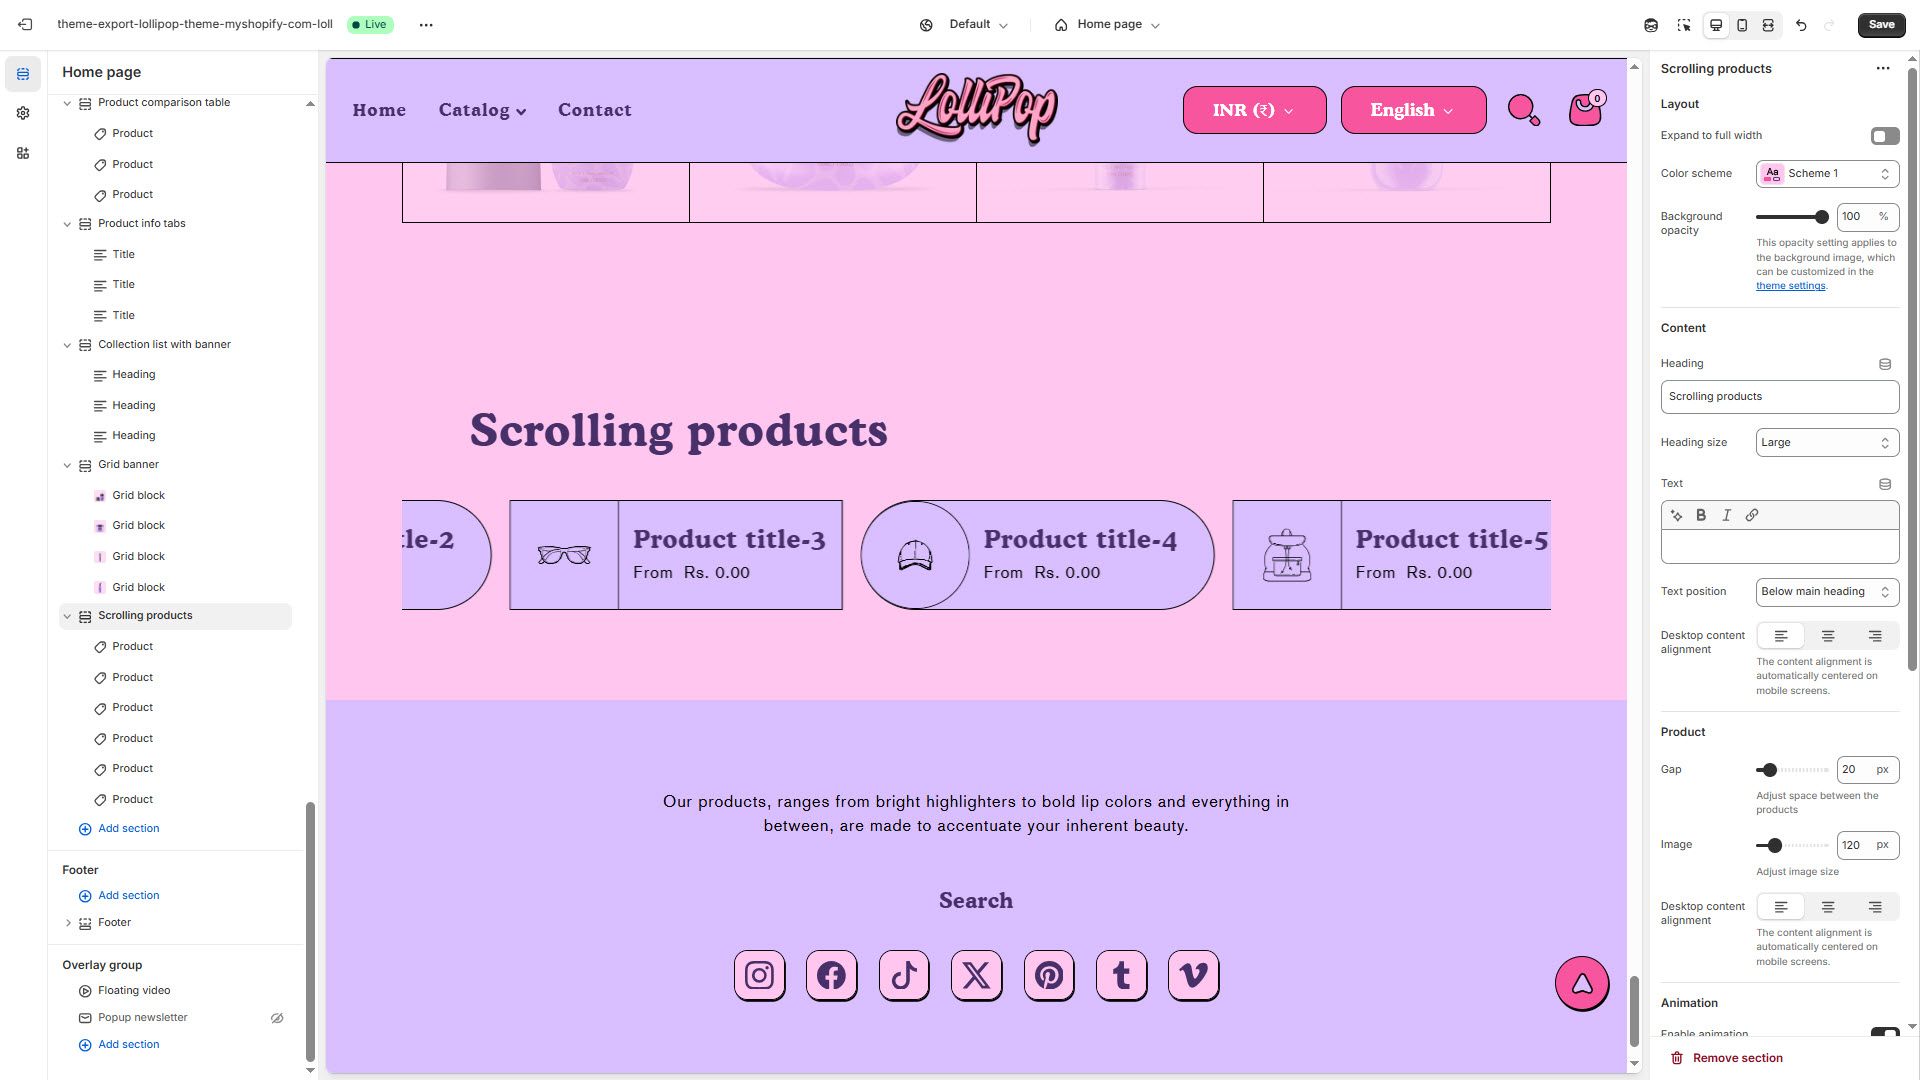 theme-export-lollipop-theme-myshopify-com-loll
Live
Default
Home page
Save
Home page
Product comparison table
Product
Product
Product
Product info tabs
Title
Title
Title
Collection list with banner
Heading
Heading
Heading
Grid banner
Grid block
Grid block
Grid block
Grid block
Scrolling products
Product
Product
Product
Product
Product
Product
Add section
Footer
Add section
Footer
Overlay group
Floating video
Popup newsletter
Add section
Home
Catalog
Contact
LolliPop
INR (₹)
English
0
Scrolling products
tle-2
Product title-3
From Rs. 0.00
Product title-4
From Rs. 0.00
Product title-5
From Rs. 0.00
Our products, ranges from bright highlighters to bold lip colors and everything in
between, are made to accentuate your inherent beauty.
Search
Scrolling products
Layout
Expand to full width
Color scheme
Aa
Scheme 1
Background
opacity
100 %
This opacity setting applies to
the background image, which
can be customized in the
theme settings.
Content
Heading
Scrolling products
Heading size
Large
Text
B I
Text position
Below main heading
Desktop content
alignment
The content alignment is
automatically centered on
mobile screens.
Product
Gap
20 px
Adjust space between the
products
Image
120 px
Adjust image size
Desktop content
alignment
The content alignment is
automatically centered on
mobile screens.
Animation
Enable animation
Remove section